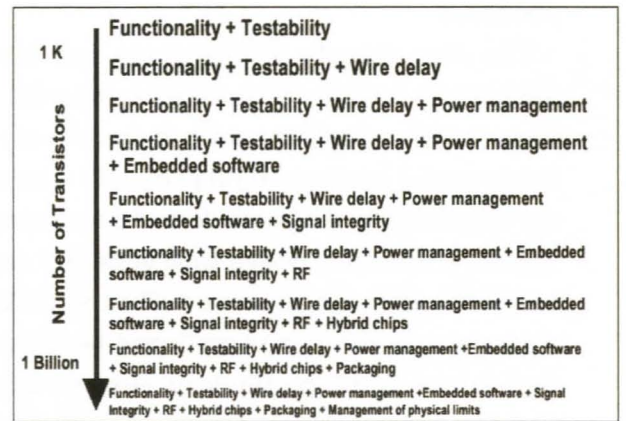 1 K
Number of Transistors
1 Billion
Functionality + Testability
Functionality + Testability + Wire delay
Functionality + Testability + Wire delay + Power management
Functionality + Testability + Wire delay + Power management
+ Embedded software
Functionality + Testability + Wire delay + Power management
+ Embedded software + Signal integrity
Functionality + Testability + Wire delay + Power management + Embedded
software + Signal integrity + RF
Functionality + Testability + Wire delay + Power management + Embedded
software + Signal integrity + RF + Hybrid chips
Functionality + Testability + Wire delay + Power management +Embedded software
+ Signal integrity + RF + Hybrid chips + Packaging
Functionality + Testability + Wire delay + Power management +Embedded software + Signal
Integrity + RF + Hybrid chips + Packaging + Management of physical limits